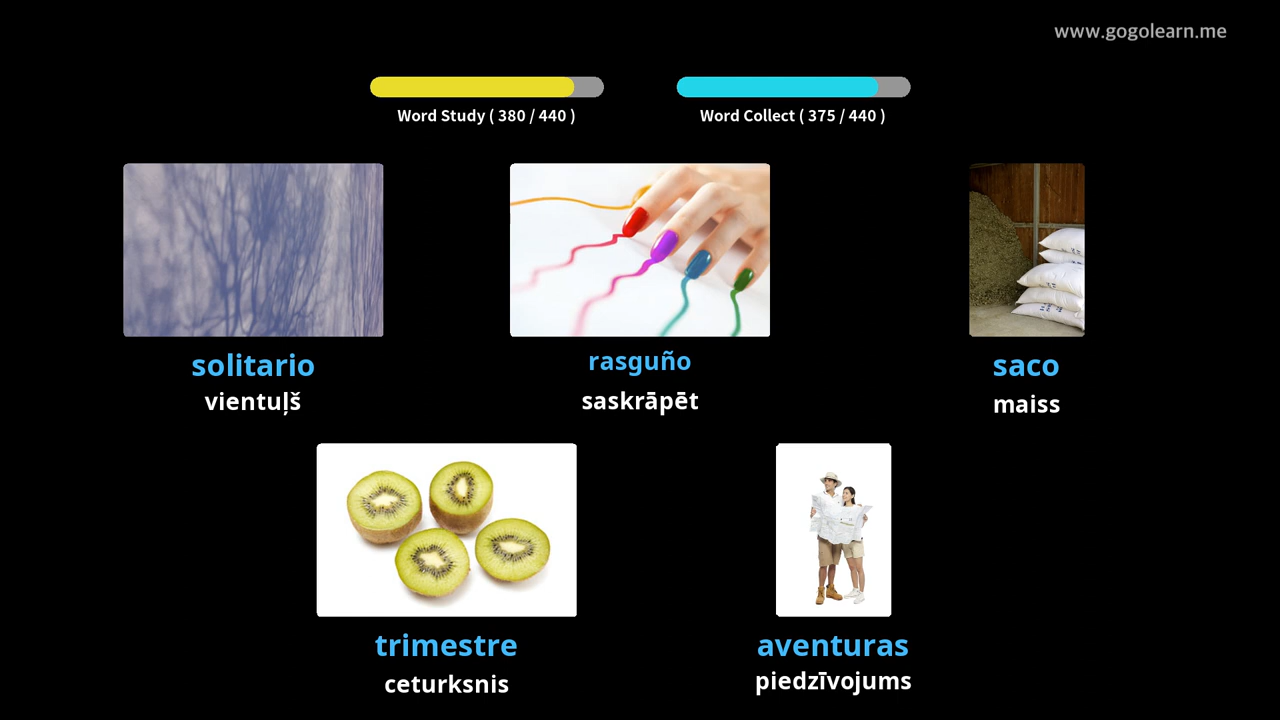 www.gogolearn.me
Word Study ( 380 / 440 )
Word Collect ( 375 / 440 )
solitario
vientuļš
rasguño
saskrāpēt
saco
maiss
trimestre
ceturksnis
aventuras
piedzīvojums